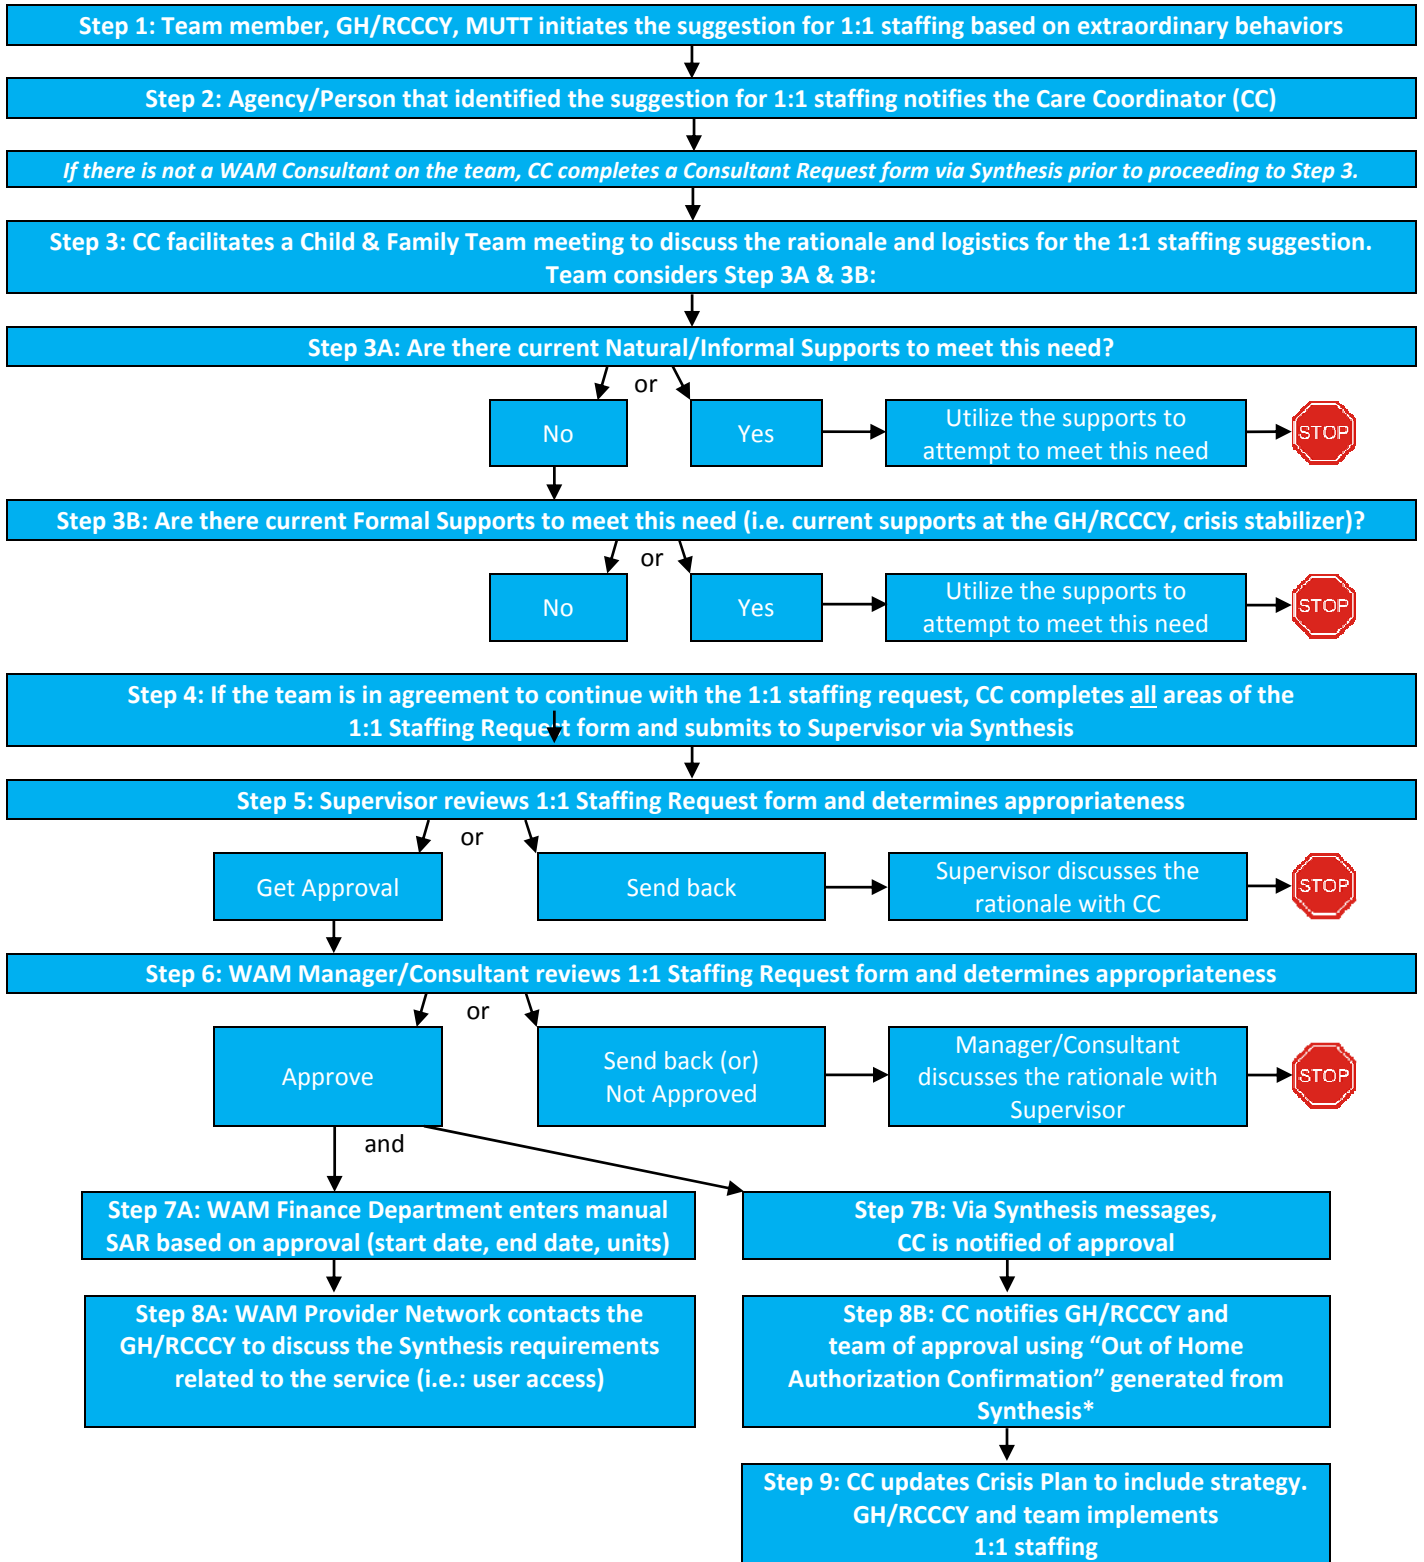 Step 1: Team member, GH/RCCCY, MUTT initiates the suggestion for 1:1 staffing based on extraordinary behaviors
Step 2: Agency/Person that identified the suggestion for 1:1 staffing notifies the Care Coordinator (CC)
If there is not a WAM Consultant on the team, CC completes a Consultant Request form via Synthesis prior to proceeding to Step 3.
Step 3: CC facilitates a Child & Family Team meeting to discuss the rationale and logistics for the 1:1 staffing suggestion.
Team considers Step 3A & 3B:
Step 3A: Are there current Natural/Informal Supports to meet this need?
or
No
Yes
Utilize the supports to
attempt to meet this need
STOP
Step 3B: Are there current Formal Supports to meet this need (i.e. current supports at the GH/RCCCY, crisis stabilizer)?
or
No
Yes
Utilize the supports to
attempt to meet this need
STOP
Step 4: If the team is in agreement to continue with the 1:1 staffing request, CC completes all areas of the
1:1 Staffing Request form and submits to Supervisor via Synthesis
Step 5: Supervisor reviews 1:1 Staffing Request form and determines appropriateness
or
Get Approval
Send back
Supervisor discusses the
rationale with CC
STOP
Step 6: WAM Manager/Consultant reviews 1:1 Staffing Request form and determines appropriateness
or
Approve
Send back (or)
Not Approved
Manager/Consultant
discusses the rationale with
Supervisor
STOP
and
Step 7A: WAM Finance Department enters manual
SAR based on approval (start date, end date, units)
Step 7B: Via Synthesis messages,
CC is notified of approval
Step 8A: WAM Provider Network contacts the
GH/RCCCY to discuss the Synthesis requirements
related to the service (i.e.: user access)
Step 8B: CC notifies GH/RCCCY and
team of approval using “Out of Home
Authorization Confirmation” generated from
Synthesis*
Step 9: CC updates Crisis Plan to include strategy.
GH/RCCCY and team implements
1:1 staffing